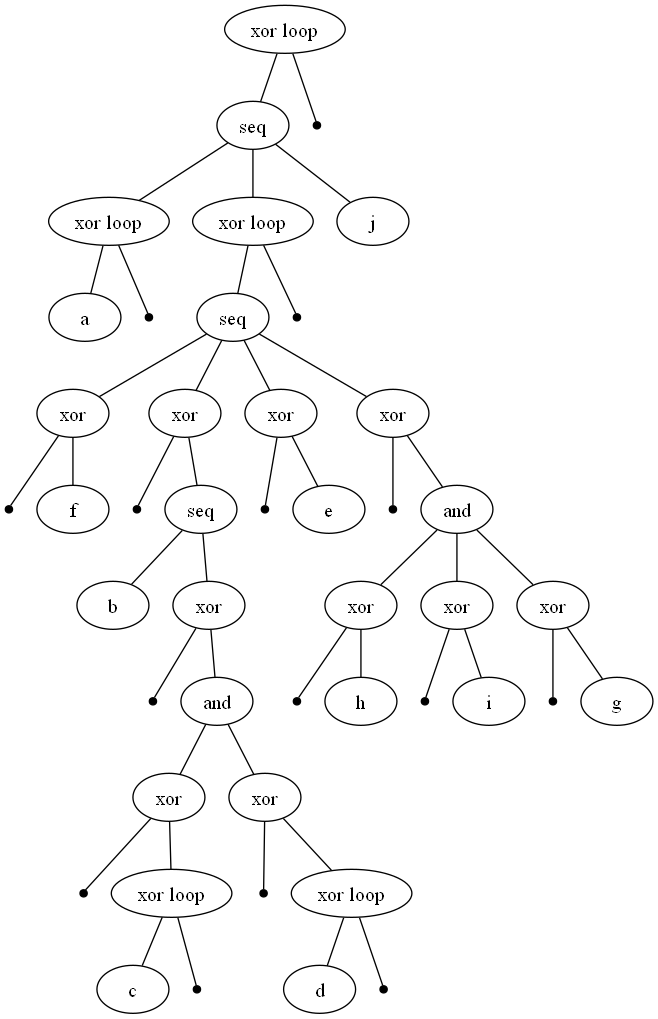 xor loop
seq
xor loop
xor loop
j
a
seq
xor
xor
xor
xor
f
seq
e
and
b
xor
xor
xor
xor
and
h
i
g
xor
xor
xor loop
xor loop
c
d